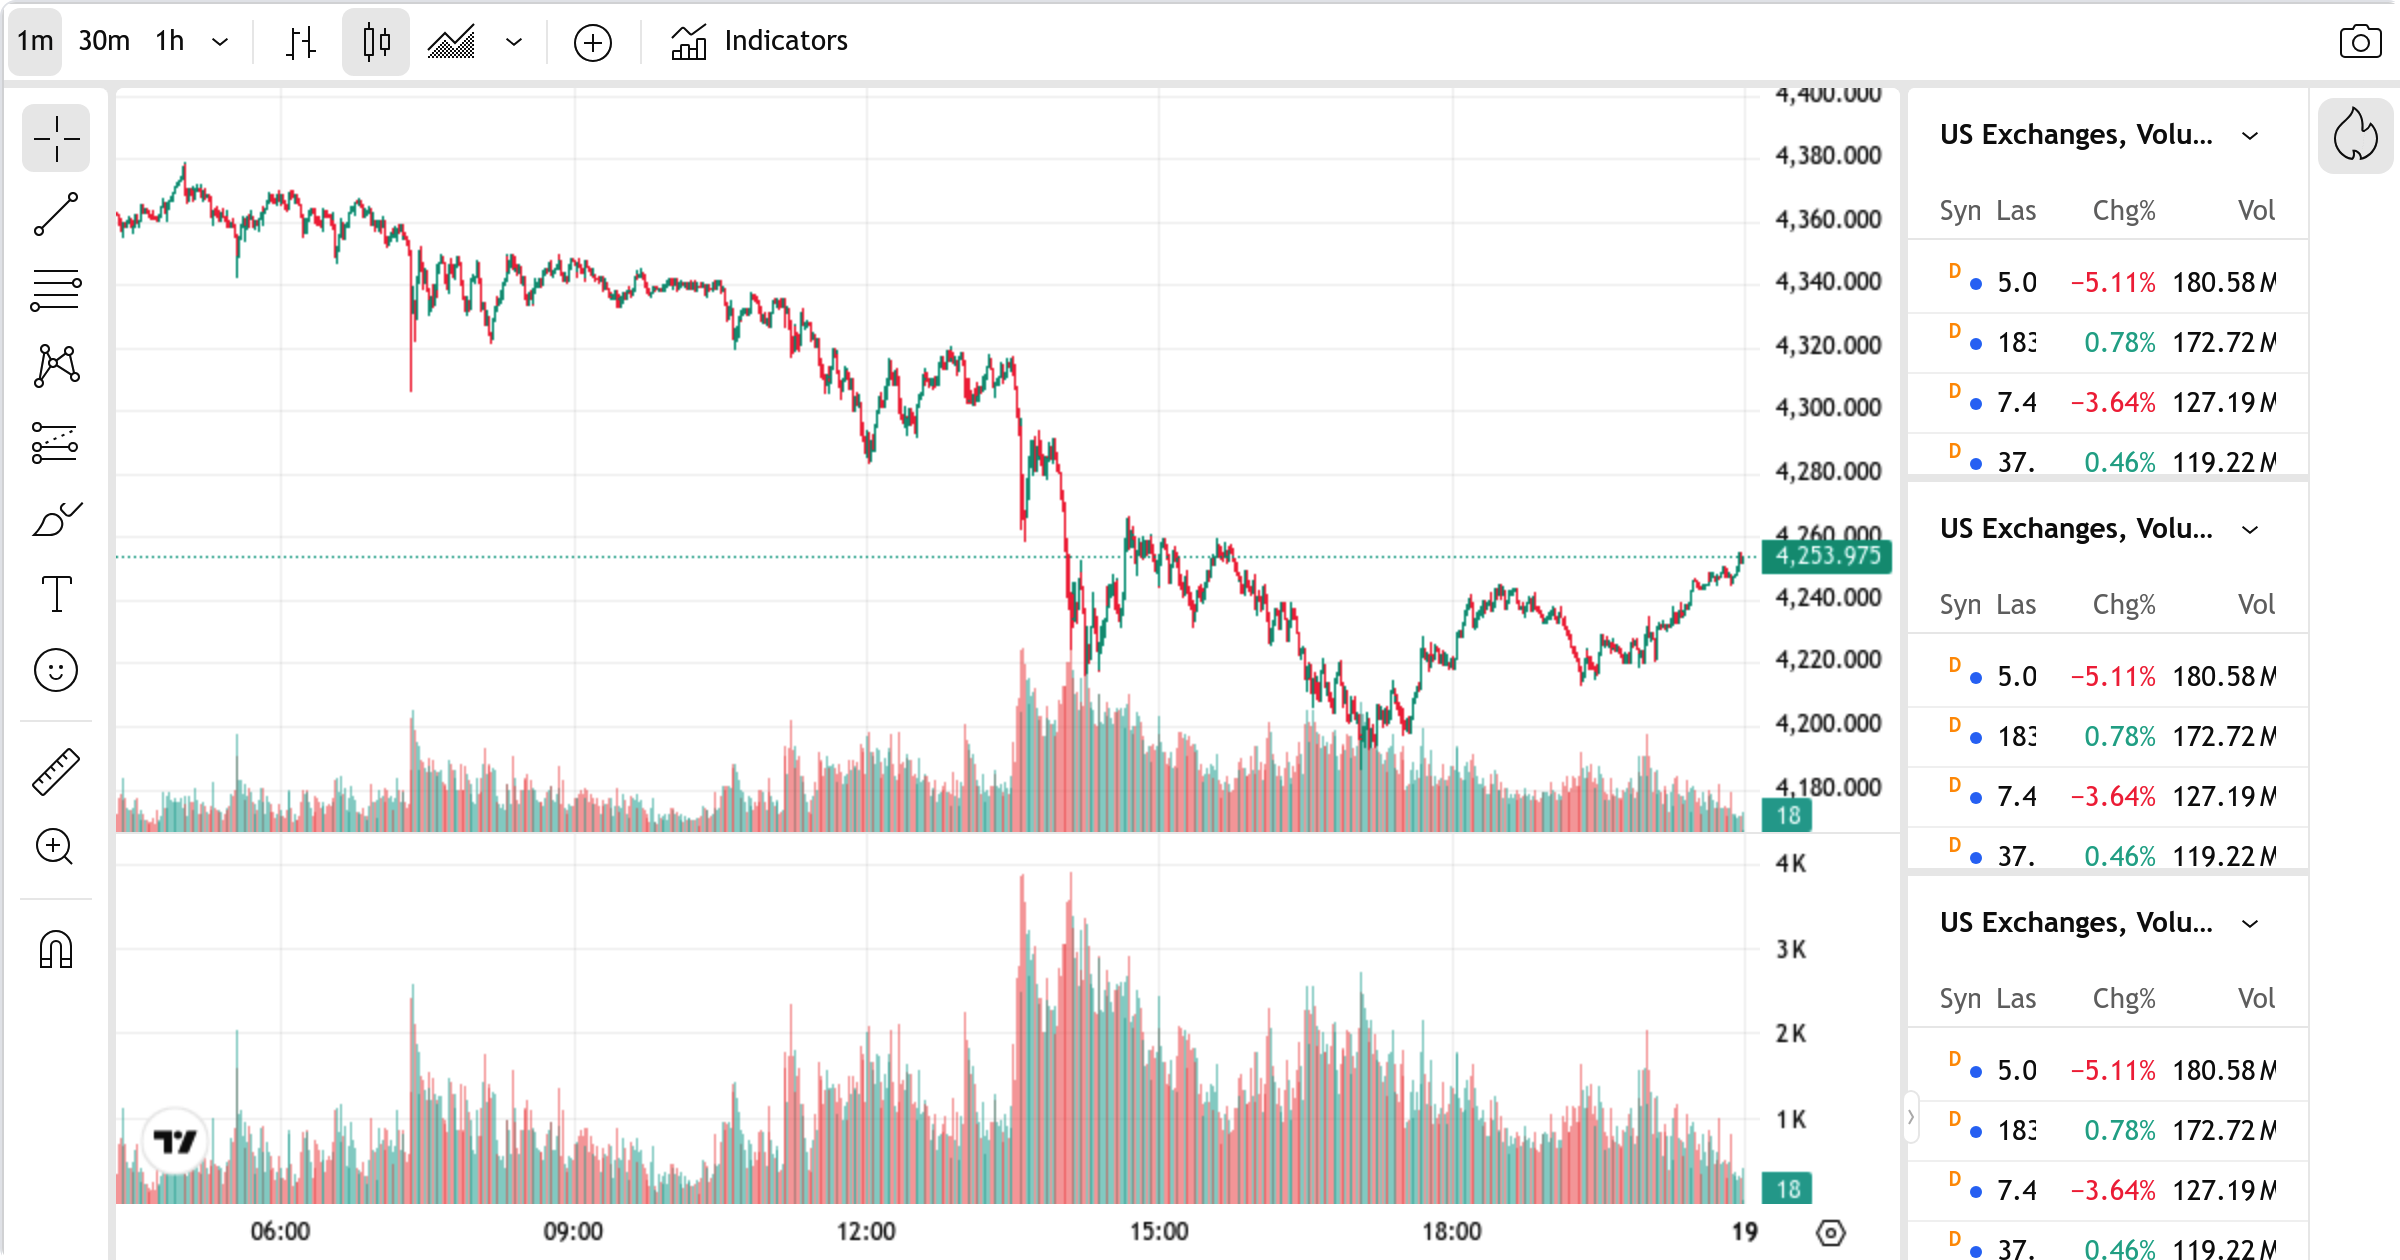 1m 30m 1h Indicators
4,400.000
4,380.000
4,360.000
4,340.000
4,320.000
4,300.000
4,280.000
4,260.000
4,253.975
4,240.000
4,220.000
4,200.000
4,180.000
18
4K
3K
2K
1K
18
06:00 09:00 12:00 15:00 18:00 19
US Exchanges, Volu...
Syn Las Chg% Vol
D 5.0 −5.11% 180.58 M
D 183 0.78% 172.72 M
D 7.4 −3.64% 127.19 M
D 37. 0.46% 119.22 M
US Exchanges, Volu...
Syn Las Chg% Vol
D 5.0 −5.11% 180.58 M
D 183 0.78% 172.72 M
D 7.4 −3.64% 127.19 M
D 37. 0.46% 119.22 M
US Exchanges, Volu...
Syn Las Chg% Vol
D 5.0 −5.11% 180.58 M
D 183 0.78% 172.72 M
D 7.4 −3.64% 127.19 M
D 37. 0.46% 119.22 M